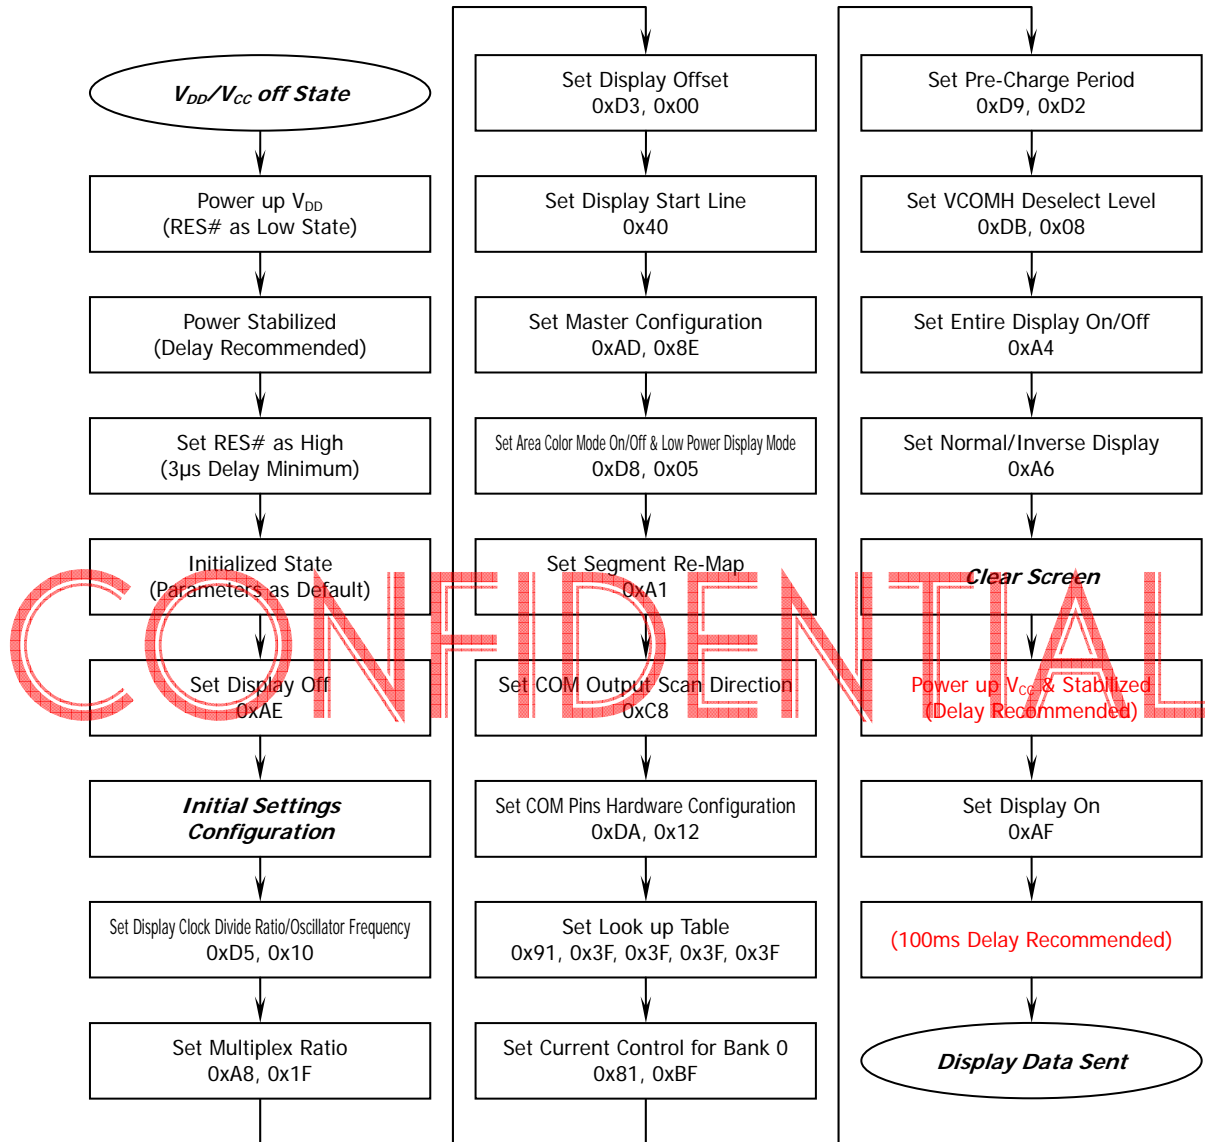 V_DD/V_CC off State
Power up V_DD
(RES# as Low State)
Power Stabilized
(Delay Recommended)
Set RES# as High
(3µs Delay Minimum)
Initialized State
(Parameters as Default)
Set Display Off
0xAE
Initial Settings
Configuration
Set Display Clock Divide Ratio/Oscillator Frequency
0xD5, 0x10
Set Multiplex Ratio
0xA8, 0x1F
Set Display Offset
0xD3, 0x00
Set Display Start Line
0x40
Set Master Configuration
0xAD, 0x8E
Set Area Color Mode On/Off & Low Power Display Mode
0xD8, 0x05
Set Segment Re-Map
0xA1
Set COM Output Scan Direction
0xC8
Set COM Pins Hardware Configuration
0xDA, 0x12
Set Look up Table
0x91, 0x3F, 0x3F, 0x3F, 0x3F
Set Current Control for Bank 0
0x81, 0xBF
Set Pre-Charge Period
0xD9, 0xD2
Set VCOMH Deselect Level
0xDB, 0x08
Set Entire Display On/Off
0xA4
Set Normal/Inverse Display
0xA6
Clear Screen
Power up V_CC & Stabilized
(Delay Recommended)
Set Display On
0xAF
(100ms Delay Recommended)
Display Data Sent
CONFIDENTIAL